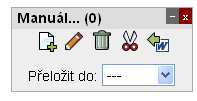 Manuál... (0)
Přeložit do: ---